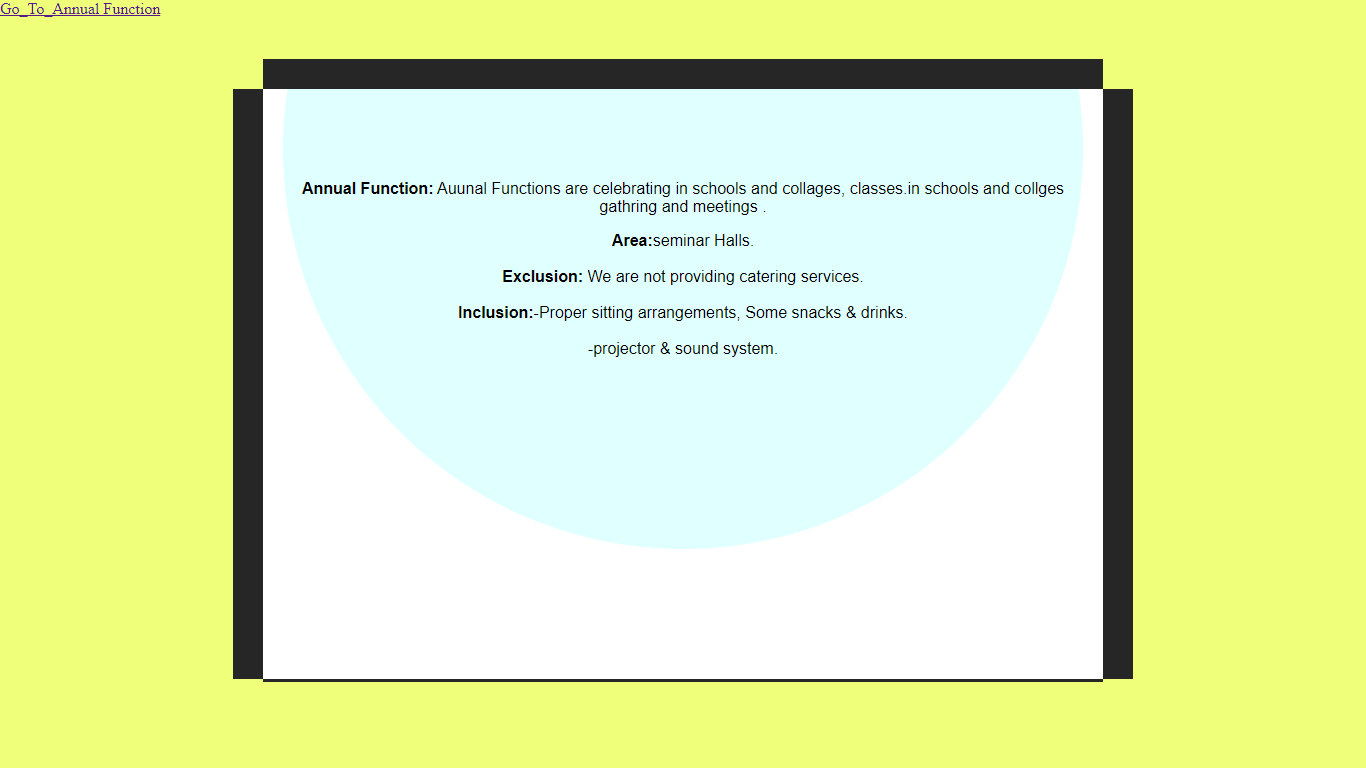 Go_To_Annual Function
Annual Function: Auunal Functions are celebrating in schools and collages, classes.in schools and collges
gathring and meetings .
Area:seminar Halls.
Exclusion: We are not providing catering services.
Inclusion:-Proper sitting arrangements, Some snacks & drinks.
-projector & sound system.